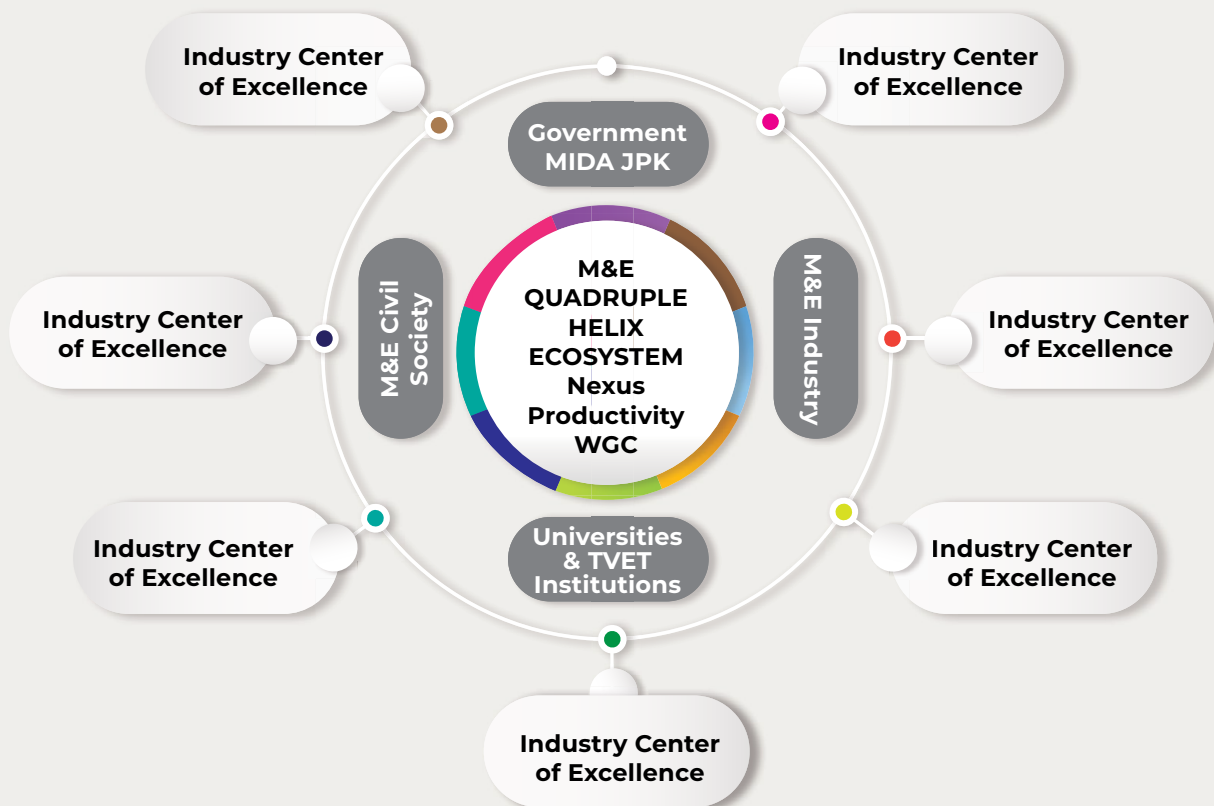 Industry Center
of Excellence
Industry Center
of Excellence
Government
MIDA JPK
M&E Civil
Society
M&E
QUADRUPLE
HELIX
ECOSYSTEM
Nexus
Productivity
WGC
M&E Industry
Industry Center
of Excellence
Industry Center
of Excellence
Universities
& TVET
Institutions
Industry Center
of Excellence
Industry Center
of Excellence
Industry Center
of Excellence